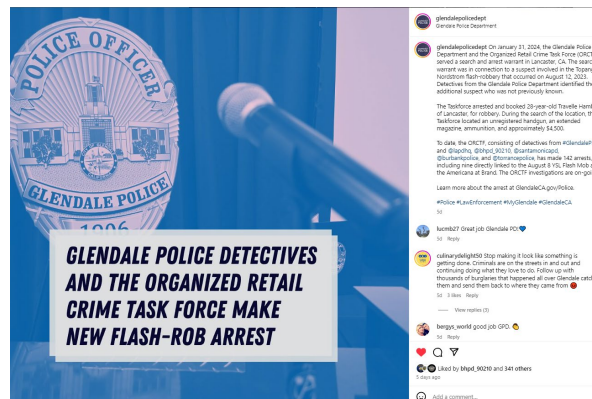 POLICE OFFICER
GLENDALE POLICE
1906
GLENDALE POLICE DETECTIVES
AND THE ORGANIZED RETAIL
CRIME TASK FORCE MAKE
NEW FLASH-ROB ARREST
glendalepolicedept
Glendale Police Department
glendalepolicedept On January 31, 2024, the Glendale Police
Department and the Organized Retail Crime Task Force (ORCT
served a search and arrest warrant in Lancaster, CA. The search
warrant was in connection to a suspect involved in the Topanga
Nordstrom flash-robbery that occurred on August 12, 2023.
Detectives from the Glendale Police Department identified the
additional suspect who was not previously known.
The Taskforce arrested and booked 28-year-old Travelle
of Lancaster, for robbery. During the search of the location, the
Taskforce located an unregistered handgun, an extended
magazine, ammunition, and approximately $4,500.
To date, the ORCTF, consisting of detectives from #GlendaleP
and @lapdhq, @bhpd_90210, @santamonicapd,
@burbankpolice, and @torrancepolice, has made 142 arrests,
including nine directly linked to the August 8 YSL Flash Mob a
the Americana at Brand. The ORCTF investigations are on-goi
Learn more about the arrest at GlendaleCA.gov/Police.
#Police #LawEnforcement #MyGlendale #GlendaleCA
5d
lucmb27 Great job Glendale PD!💙
5d Reply
culinarydelight50 Stop making it look like something is
getting done. Criminals are on the streets in and out and
continuing doing what they love to do. Follow up with
thousands of burglaries that happened all over Glendale catch
them and send them back to where they came from
5d 3 likes Reply
View replies (3)
bergys_world good job GPD.
5d Reply
Liked by bhpd_90210 and 341 others
5 days ago
Add a comment...